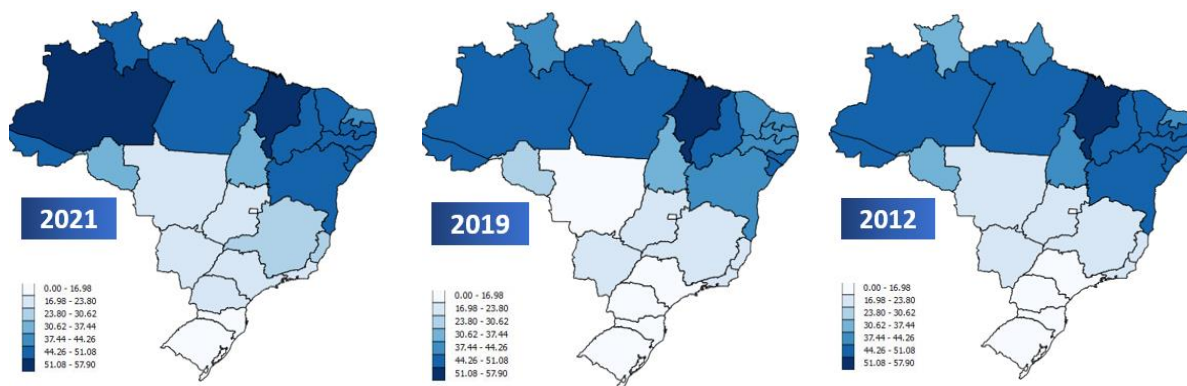 2021
0.00 - 16.98
16.98 - 23.80
23.80 - 30.62
30.62 - 37.44
37.44 - 44.26
44.26 - 51.08
51.08 - 57.90
2019
0.00 - 16.98
16.98 - 23.80
23.80 - 30.62
30.62 - 37.44
37.44 - 44.26
44.26 - 51.08
51.08 - 57.90
2012
0.00 - 16.98
16.98 - 23.80
23.80 - 30.62
30.62 - 37.44
37.44 - 44.26
44.26 - 51.08
51.08 - 57.90